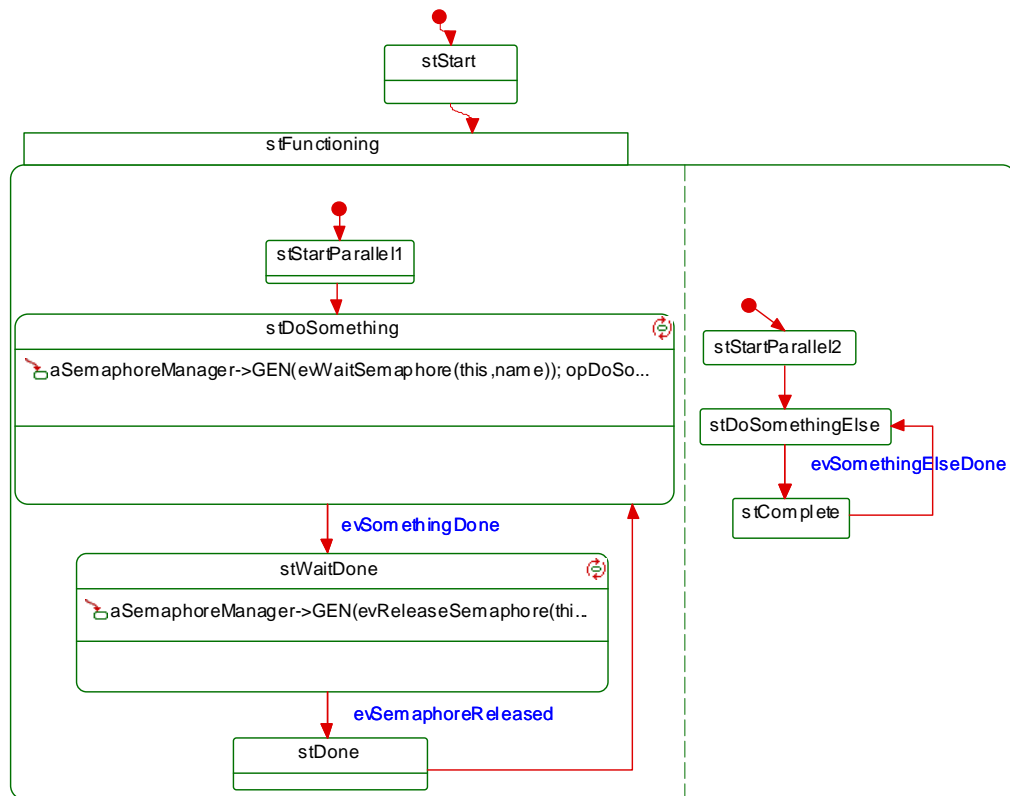 stStart
stFunctioning
stStartParallel1
stDoSomething
aSemaphoreManager->GEN(evWaitSemaphore(this,name)); opDoSo...
evSomethingDone
stWaitDone
aSemaphoreManager->GEN(evReleaseSemaphore(thi...
evSemaphoreReleased
stDone
stStartParallel2
stDoSomethingElse
evSomethingElseDone
stComplete